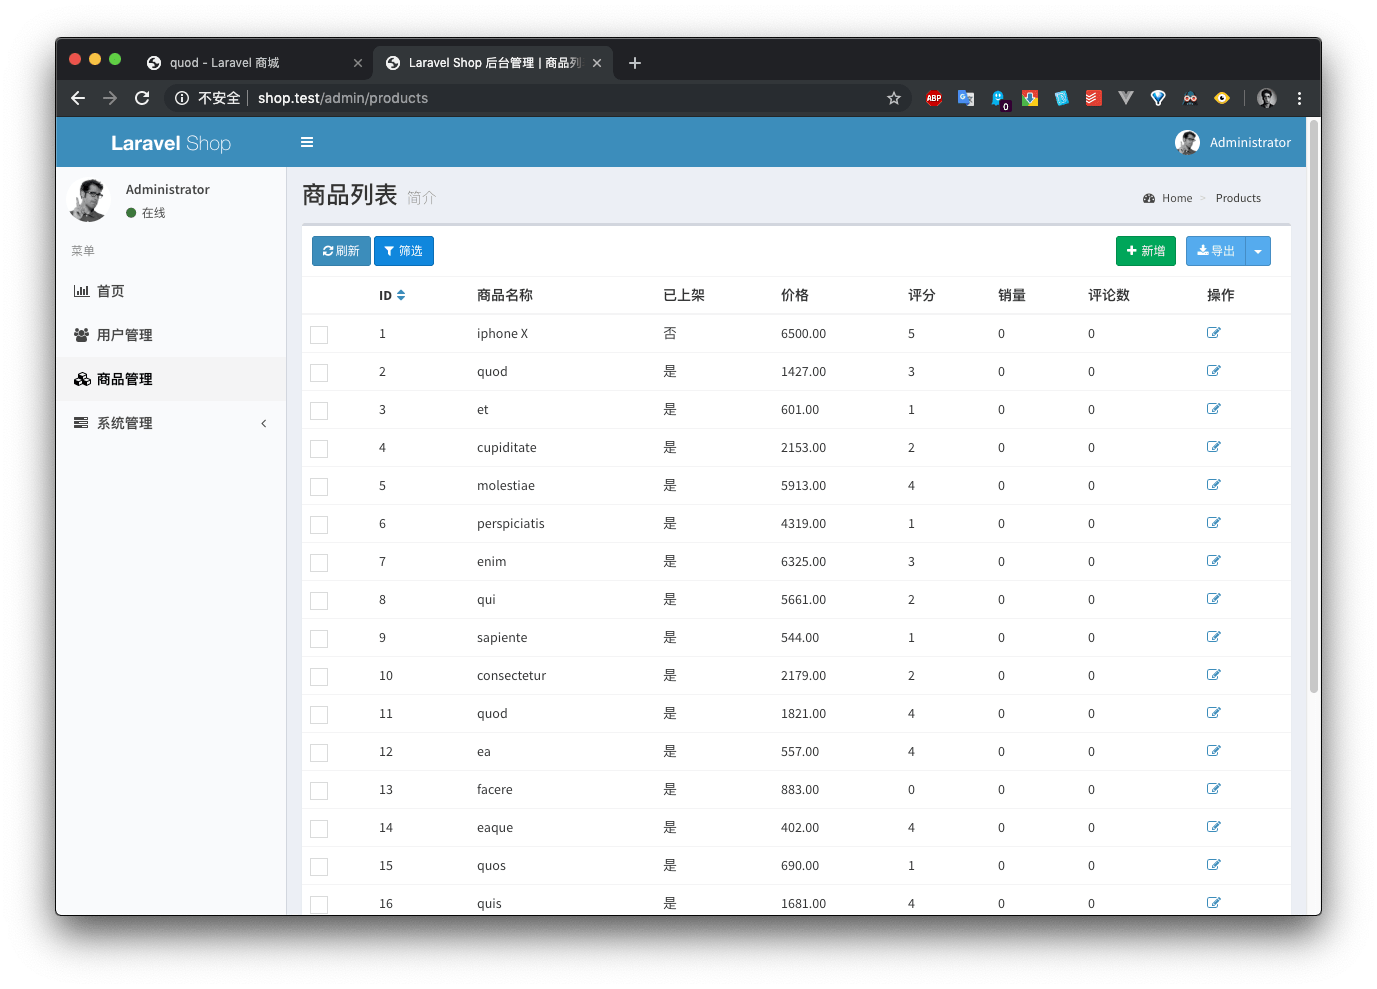 quod - Laravel 商城
Laravel Shop 后台管理 | 商品列
不安全 shop.test/admin/products
ABP
0
Laravel Shop
Administrator
Administrator
在线
菜单
首页
用户管理
商品管理
系统管理
商品列表 简介
Home > Products
刷新 筛选 新增 导出
ID 商品名称 已上架 价格 评分 销量 评论数 操作
1 iphone X 否 6500.00 5 0 0
2 quod 是 1427.00 3 0 0
3 et 是 601.00 1 0 0
4 cupiditate 是 2153.00 2 0 0
5 molestiae 是 5913.00 4 0 0
6 perspiciatis 是 4319.00 1 0 0
7 enim 是 6325.00 3 0 0
8 qui 是 5661.00 2 0 0
9 sapiente 是 544.00 1 0 0
10 consectetur 是 2179.00 2 0 0
11 quod 是 1821.00 4 0 0
12 ea 是 557.00 4 0 0
13 facere 是 883.00 0 0 0
14 eaque 是 402.00 4 0 0
15 quos 是 690.00 1 0 0
16 quis 是 1681.00 4 0 0